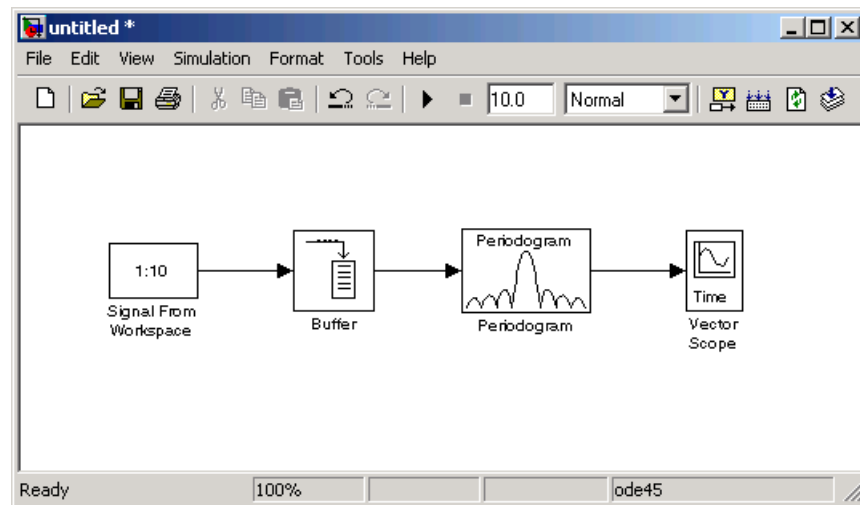 untitled *
File Edit View Simulation Format Tools Help
10.0 Normal
1:10
Signal From
Workspace
Buffer
Periodogram
Periodogram
Time
Vector
Scope
Ready 100% ode45